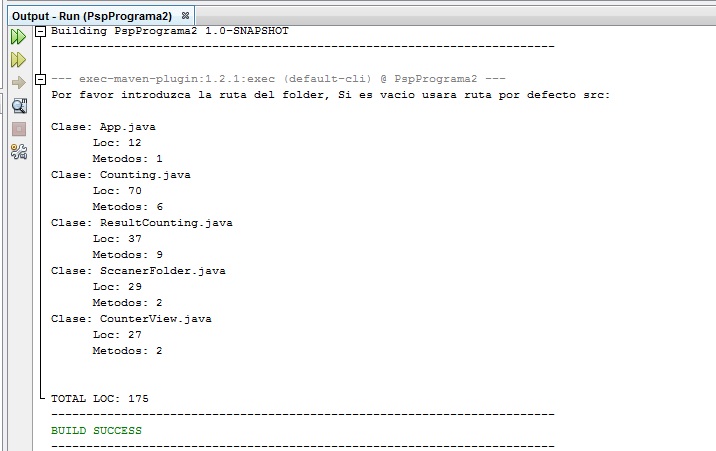 Output - Run (PspPrograma2)
Building PspPrograma2 1.0-SNAPSHOT
------------------------------------------------------------------------
--- exec-maven-plugin:1.2.1:exec (default-cli) @ PspPrograma2 ---
Por favor introduzca la ruta del folder, Si es vacio usara ruta por defecto src:
Clase: App.java
Loc: 12
Metodos: 1
Clase: Counting.java
Loc: 70
Metodos: 6
Clase: ResultCounting.java
Loc: 37
Metodos: 9
Clase: SccanerFolder.java
Loc: 29
Metodos: 2
Clase: CounterView.java
Loc: 27
Metodos: 2
TOTAL LOC: 175
------------------------------------------------------------------------
BUILD SUCCESS
------------------------------------------------------------------------